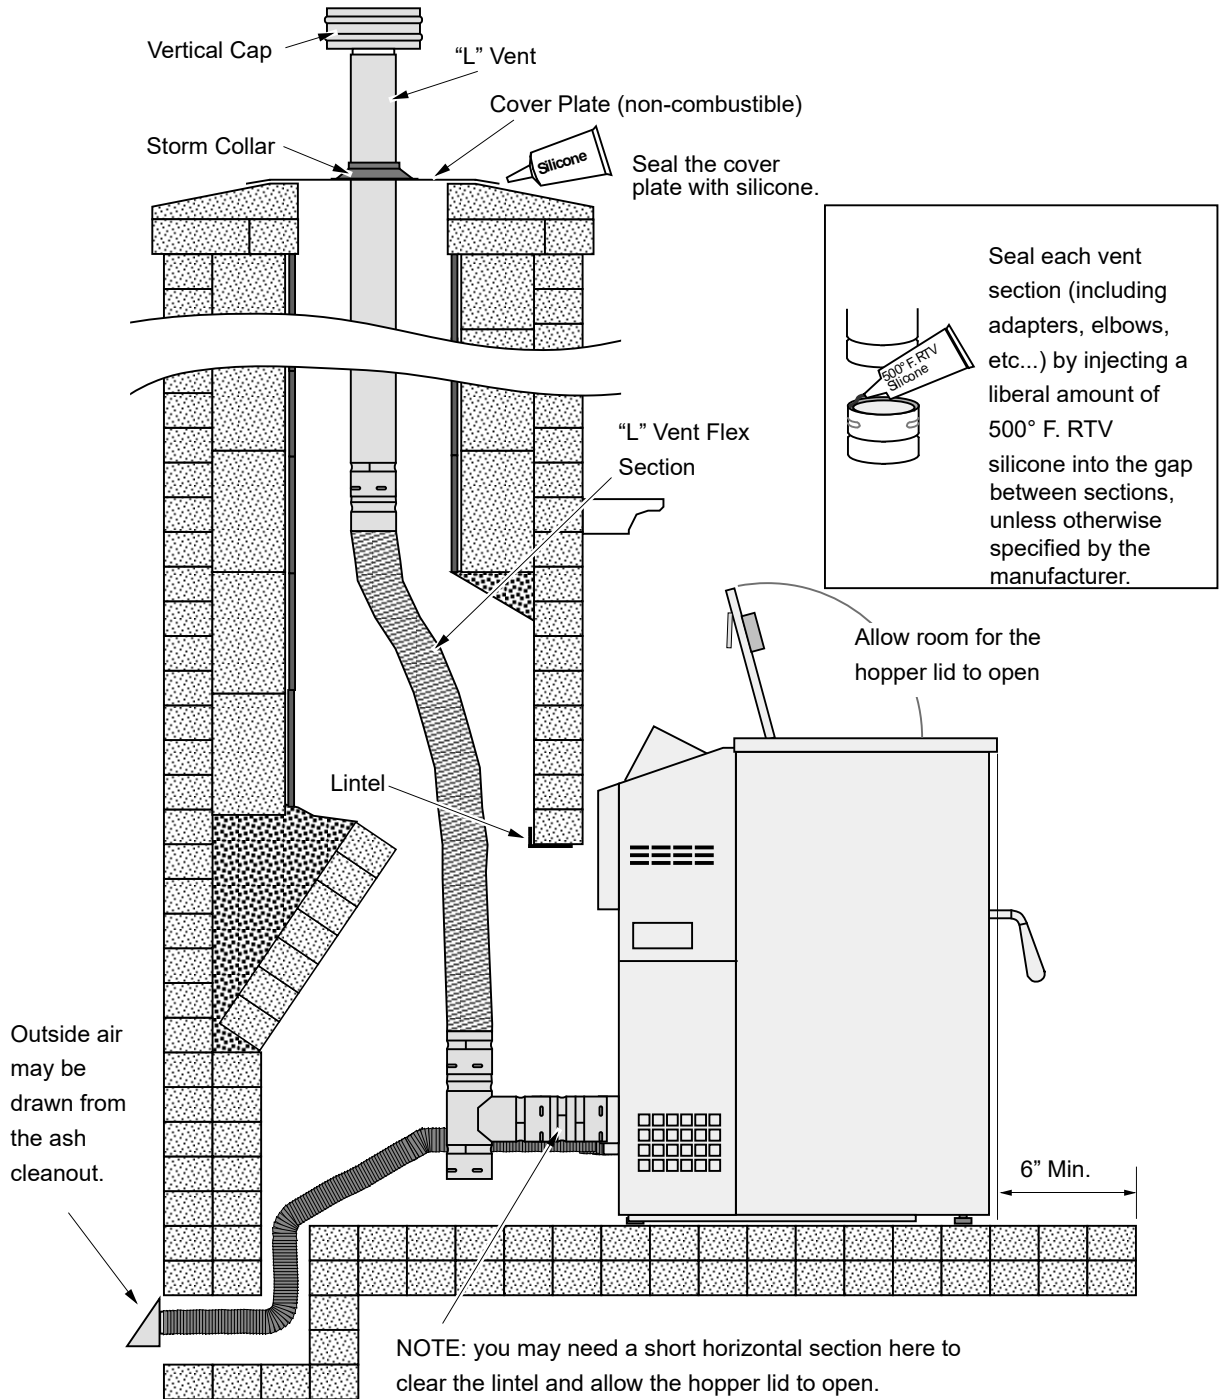 Vertical Cap
“L” Vent
Cover Plate (non-combustible)
Storm Collar
Silicone
Seal the cover
plate with silicone.
Seal each vent
section (including
adapters, elbows,
etc...) by injecting a
liberal amount of
500° F. RTV
silicone into the gap
between sections,
unless otherwise
specified by the
manufacturer.
500° F. RTV
Silicone
“L” Vent Flex
Section
Allow room for the
hopper lid to open
Lintel
Outside air
may be
drawn from
the ash
cleanout.
6” Min.
NOTE: you may need a short horizontal section here to
clear the lintel and allow the hopper lid to open.